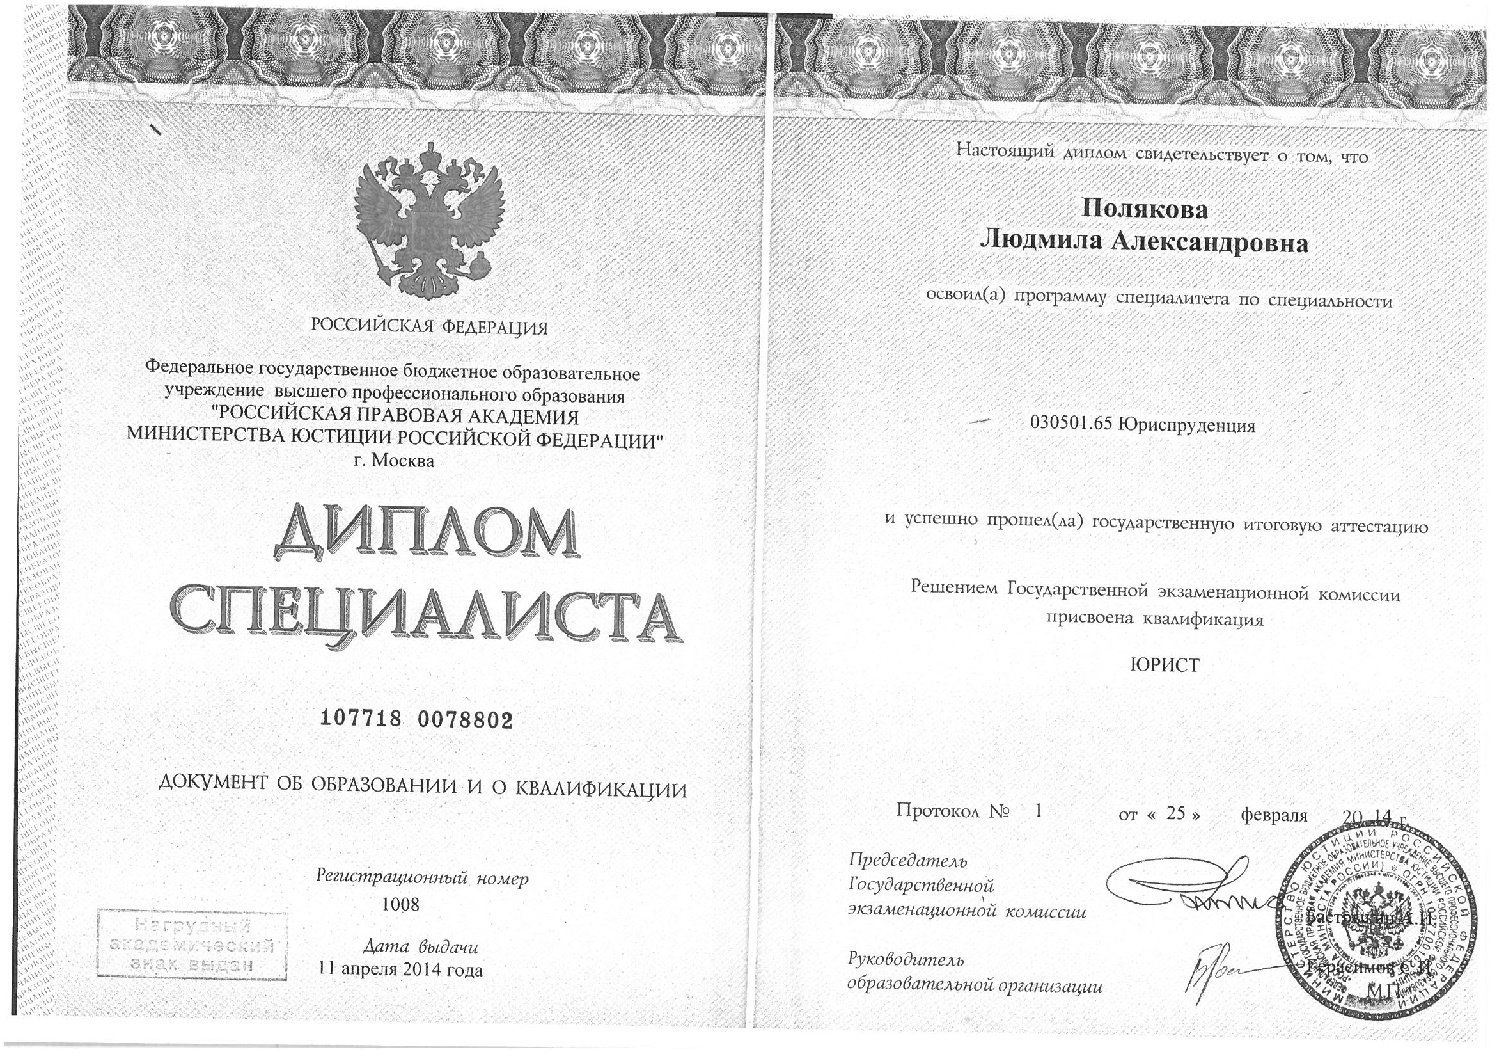 РОССИЙСКАЯ ФЕДЕРАЦИЯ
Федеральное государственное бюджетное образовательное
учреждение высшего профессионального образования
"РОССИЙСКАЯ ПРАВОВАЯ АКАДЕМИЯ
МИНИСТЕРСТВА ЮСТИЦИИ РОССИЙСКОЙ ФЕДЕРАЦИИ"
г. Москва
ДИПЛОМ
СПЕЦИАЛИСТА
107718 0078802
ДОКУМЕНТ ОБ ОБРАЗОВАНИИ И О КВАЛИФИКАЦИИ
Регистрационный номер
1008
Дата выдачи
11 апреля 2014 года
Нагрудный
академический
знак выдан
Настоящий диплом свидетельствует о том, что
Полякова
Людмила Александровна
освоил(а) программу специалитета по специальности
030501.65 Юриспруденция
и успешно прошел(ла) государственную итоговую аттестацию
Решением Государственной экзаменационной комиссии
присвоена квалификация
ЮРИСТ
Протокол № 1 от « 25 » февраля 20 14 г.
Председатель
Государственной
экзаменационной комиссии
Руководитель
образовательной организации
М.П.